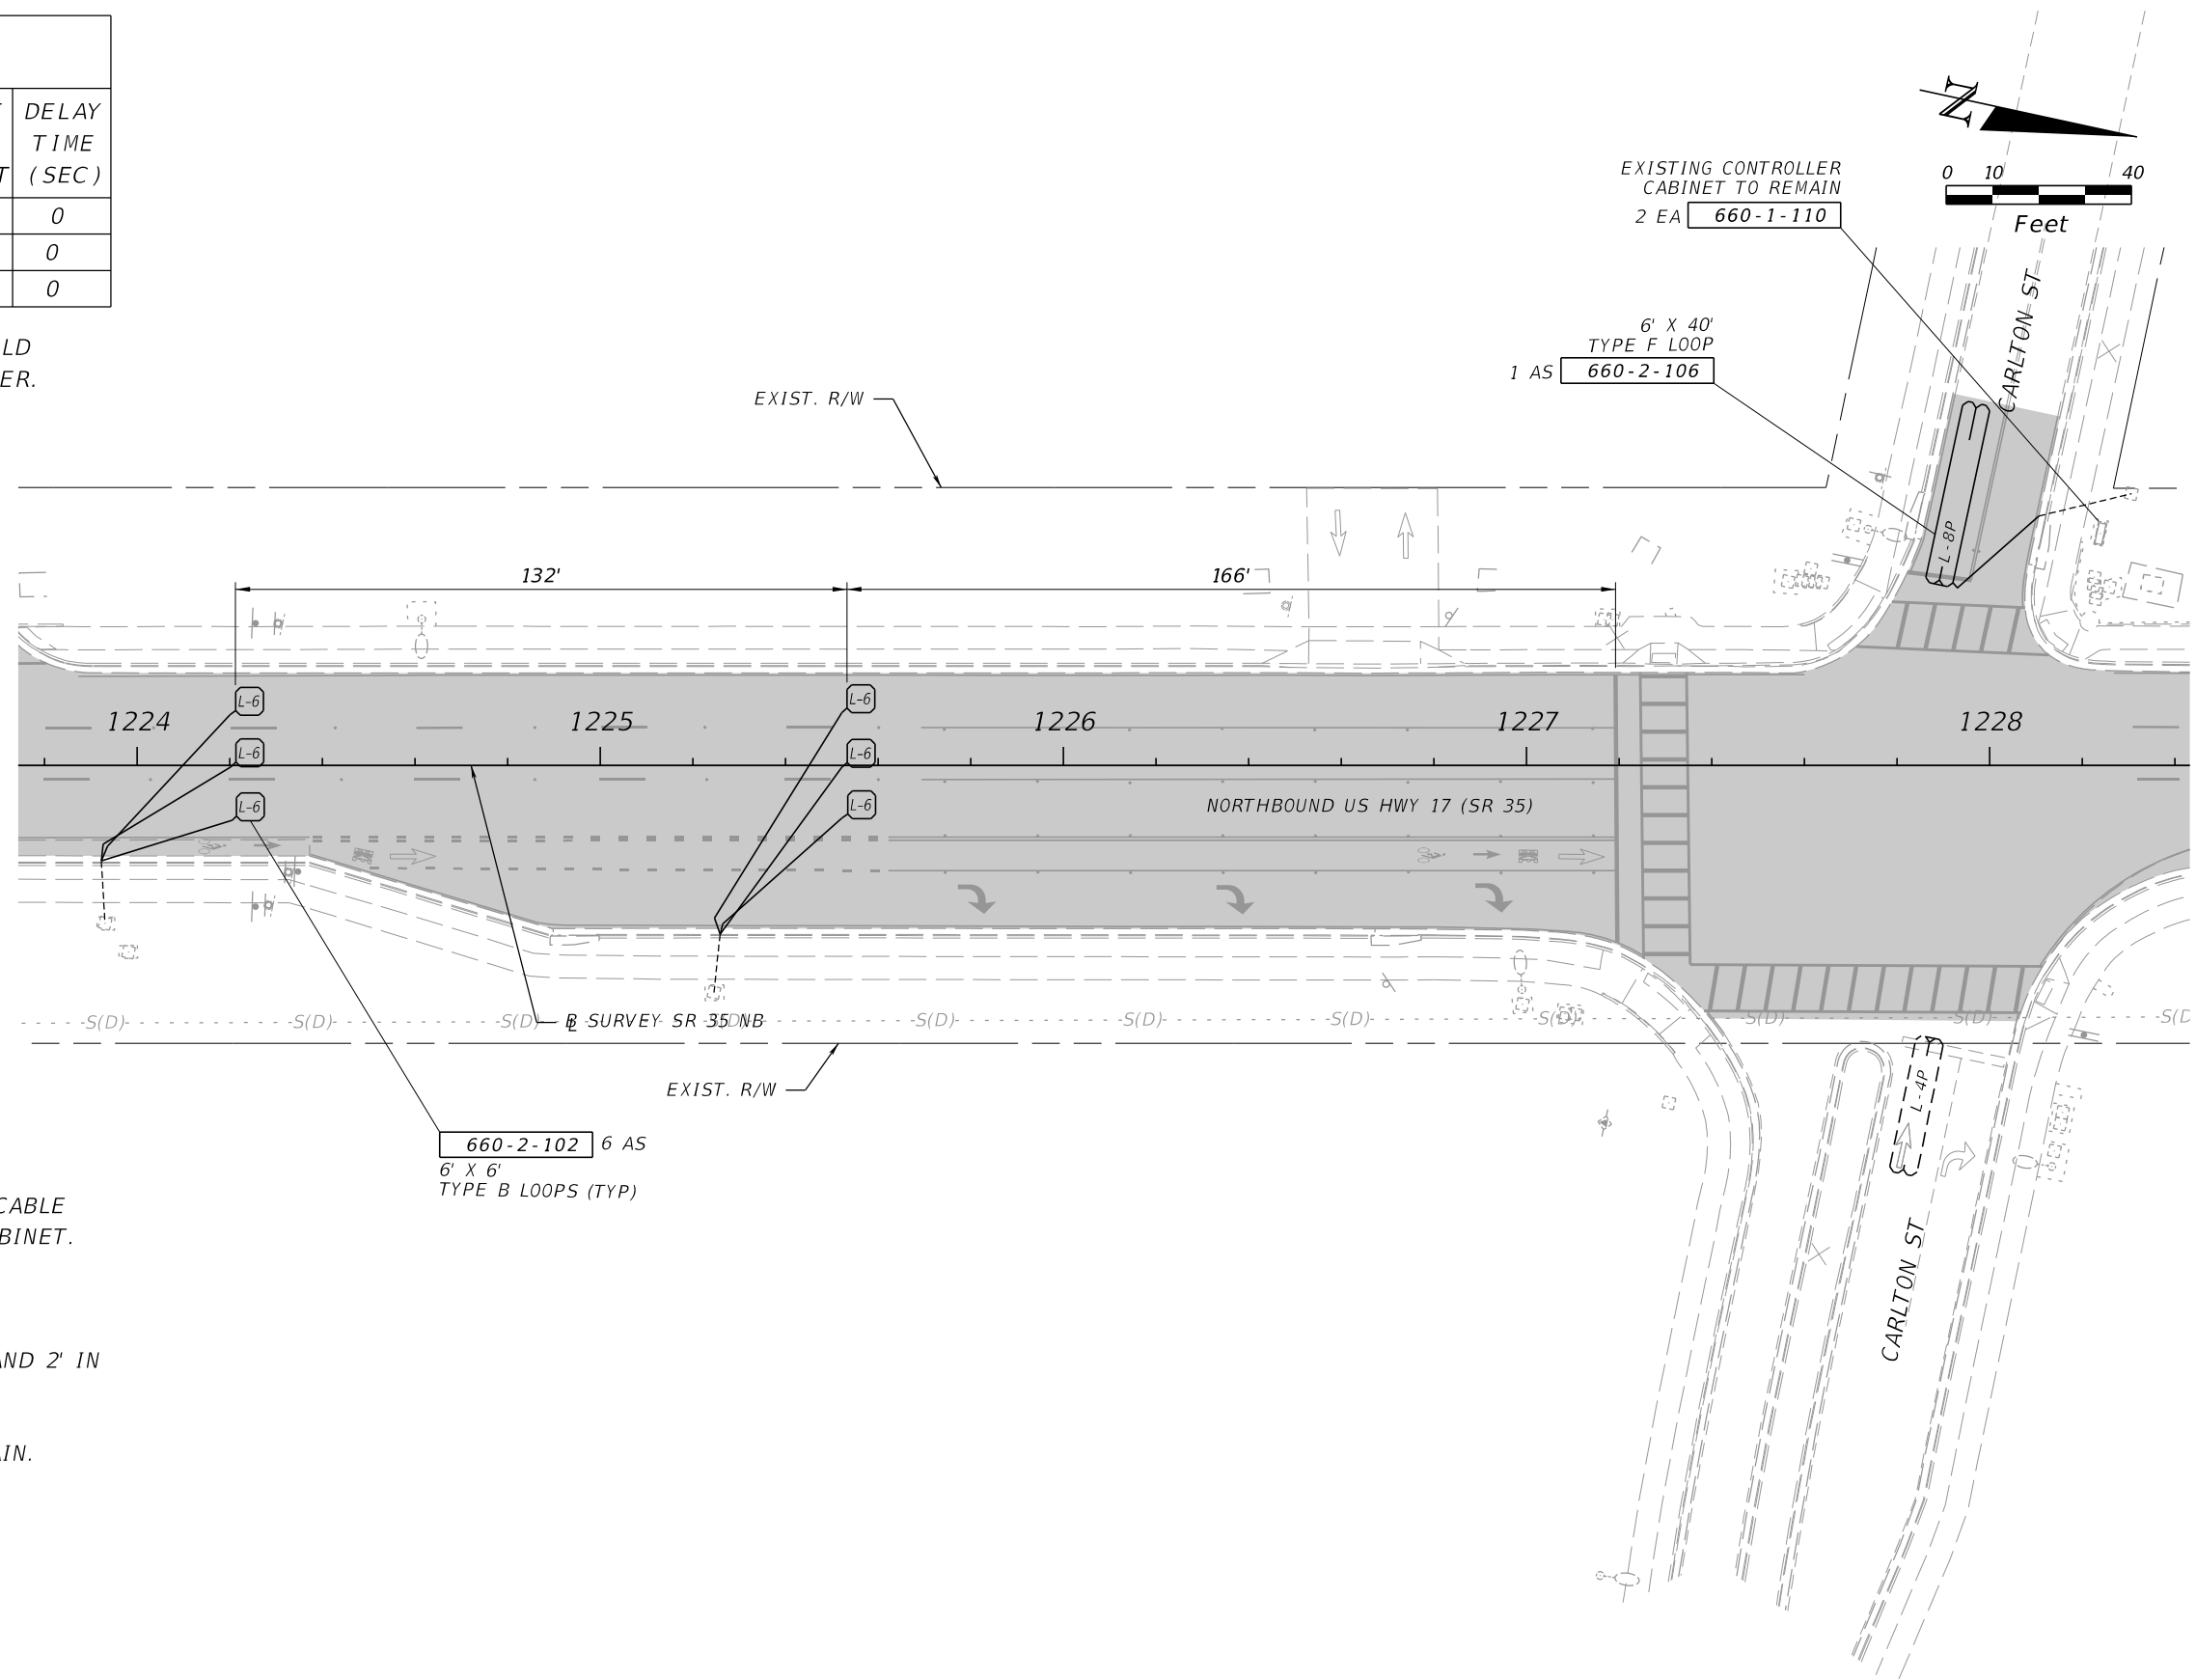 DELAY
TIME
T (SEC)
0
0
0
LD
ER.
N
EXISTING CONTROLLER
CABINET TO REMAIN
2 EA 660-1-110
0 10 40
Feet
CARLTON ST
6' X 40'
TYPE F LOOP
1 AS 660-2-106
EXIST. R/W
L-8P
132' 166'
L-6 L-6
1224 1225 1226 1227 1228
L-6 L-6
L-6 L-6
NORTHBOUND US HWY 17 (SR 35)
S(D) S(D) S(D) S(D) S(D) S(D) S(D) S(D) S(D) S(D) S(D
SURVEY SR 35 NB
EXIST. R/W
L-4P
660-2-102 6 AS
6' X 6'
TYPE B LOOPS (TYP)
CABLE
BINET.
CARLTON ST
AND 2' IN
AIN.